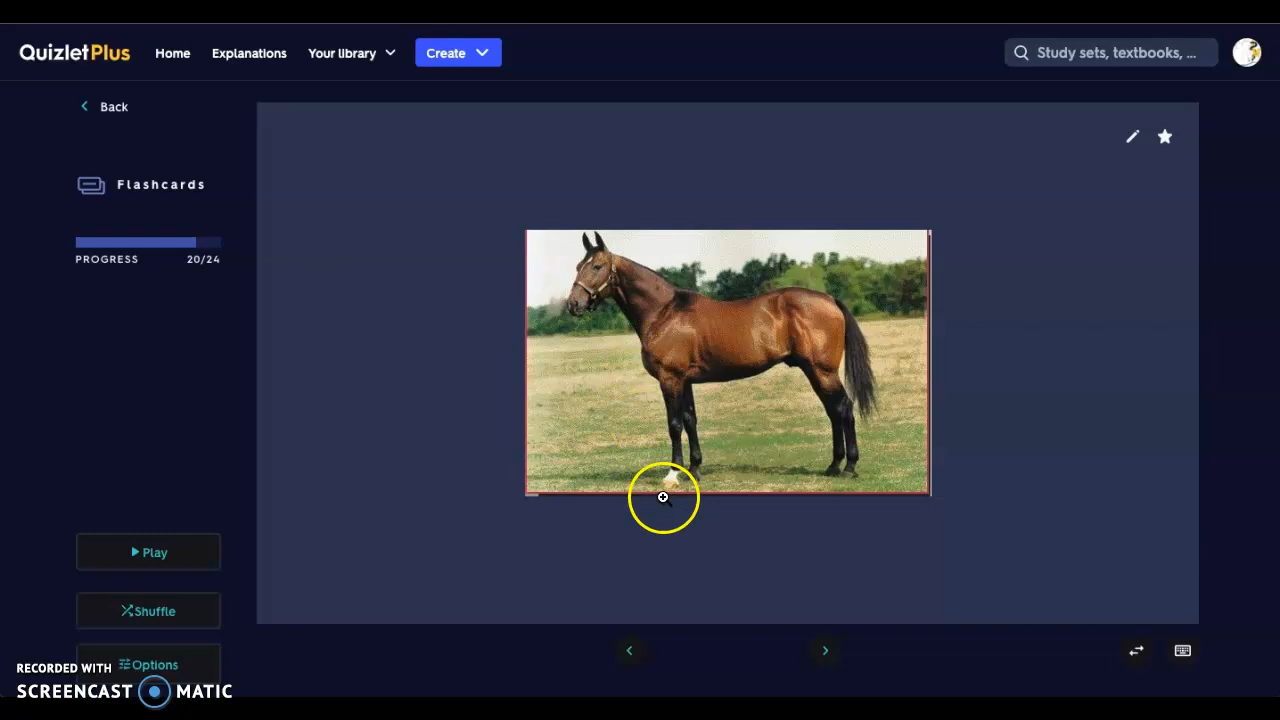 QuizletPlus Home Explanations Your library Create Study sets, textbooks, ...
Back
Flashcards
PROGRESS 20/24
Play
Shuffle
Options
RECORDED WITH
SCREENCAST MATIC